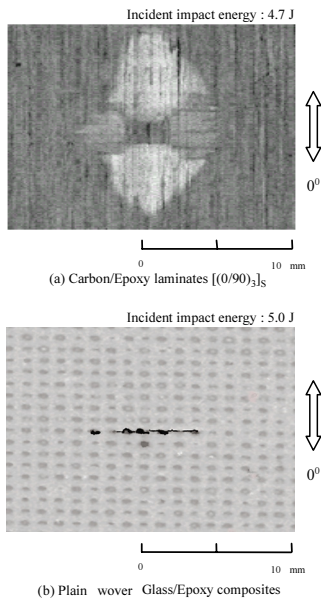 Incident impact energy : 4.7 J
0⁰
0 10 mm
(a) Carbon/Epoxy laminates [(0/90)₃]S
Incident impact energy : 5.0 J
0⁰
0 10 mm
(b) Plain wover Glass/Epoxy composites